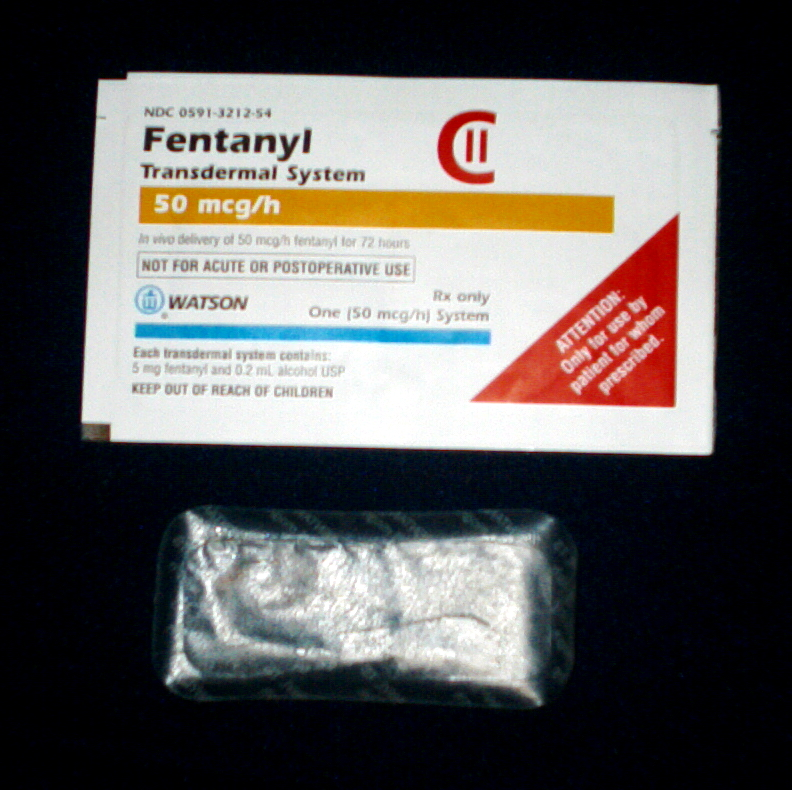 NDC 0591-3212-54
Fentanyl
CII
Transdermal System
50 mcg/h
In vivo delivery of 50 mcg/h fentanyl for 72 hours
NOT FOR ACUTE OR POSTOPERATIVE USE
WATSON
®
Rx only
One (50 mcg/h) System
Each transdermal system contains:
5 mg fentanyl and 0.2 mL alcohol USP
KEEP OUT OF REACH OF CHILDREN
ATTENTION:
Only for use by
patient for whom
prescribed.